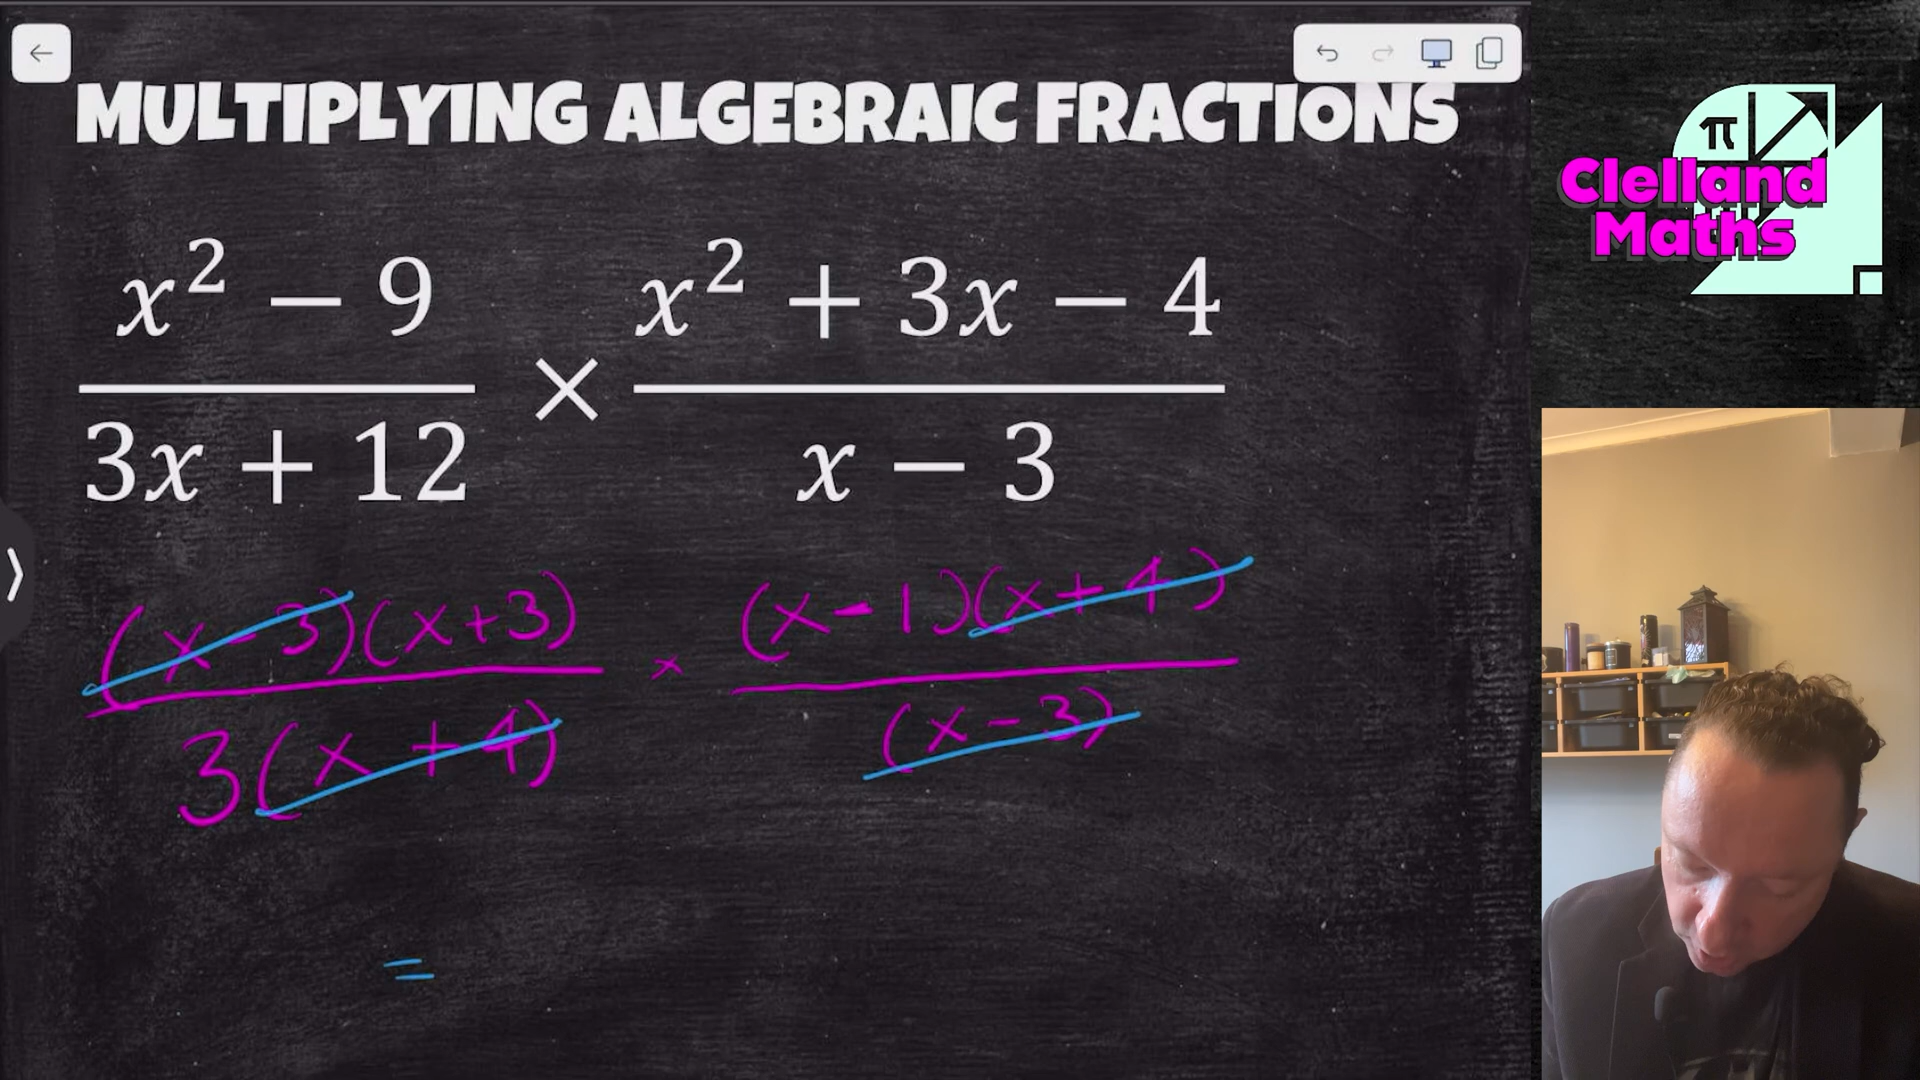 MULTIPLYING ALGEBRAIC FRACTIONS
π
Clelland
Maths
x² − 9
3x + 12
×
x² + 3x − 4
x − 3
(x-3)(x+3)
3(x+4)
×
(x-1)(x+4)
(x-3)
=